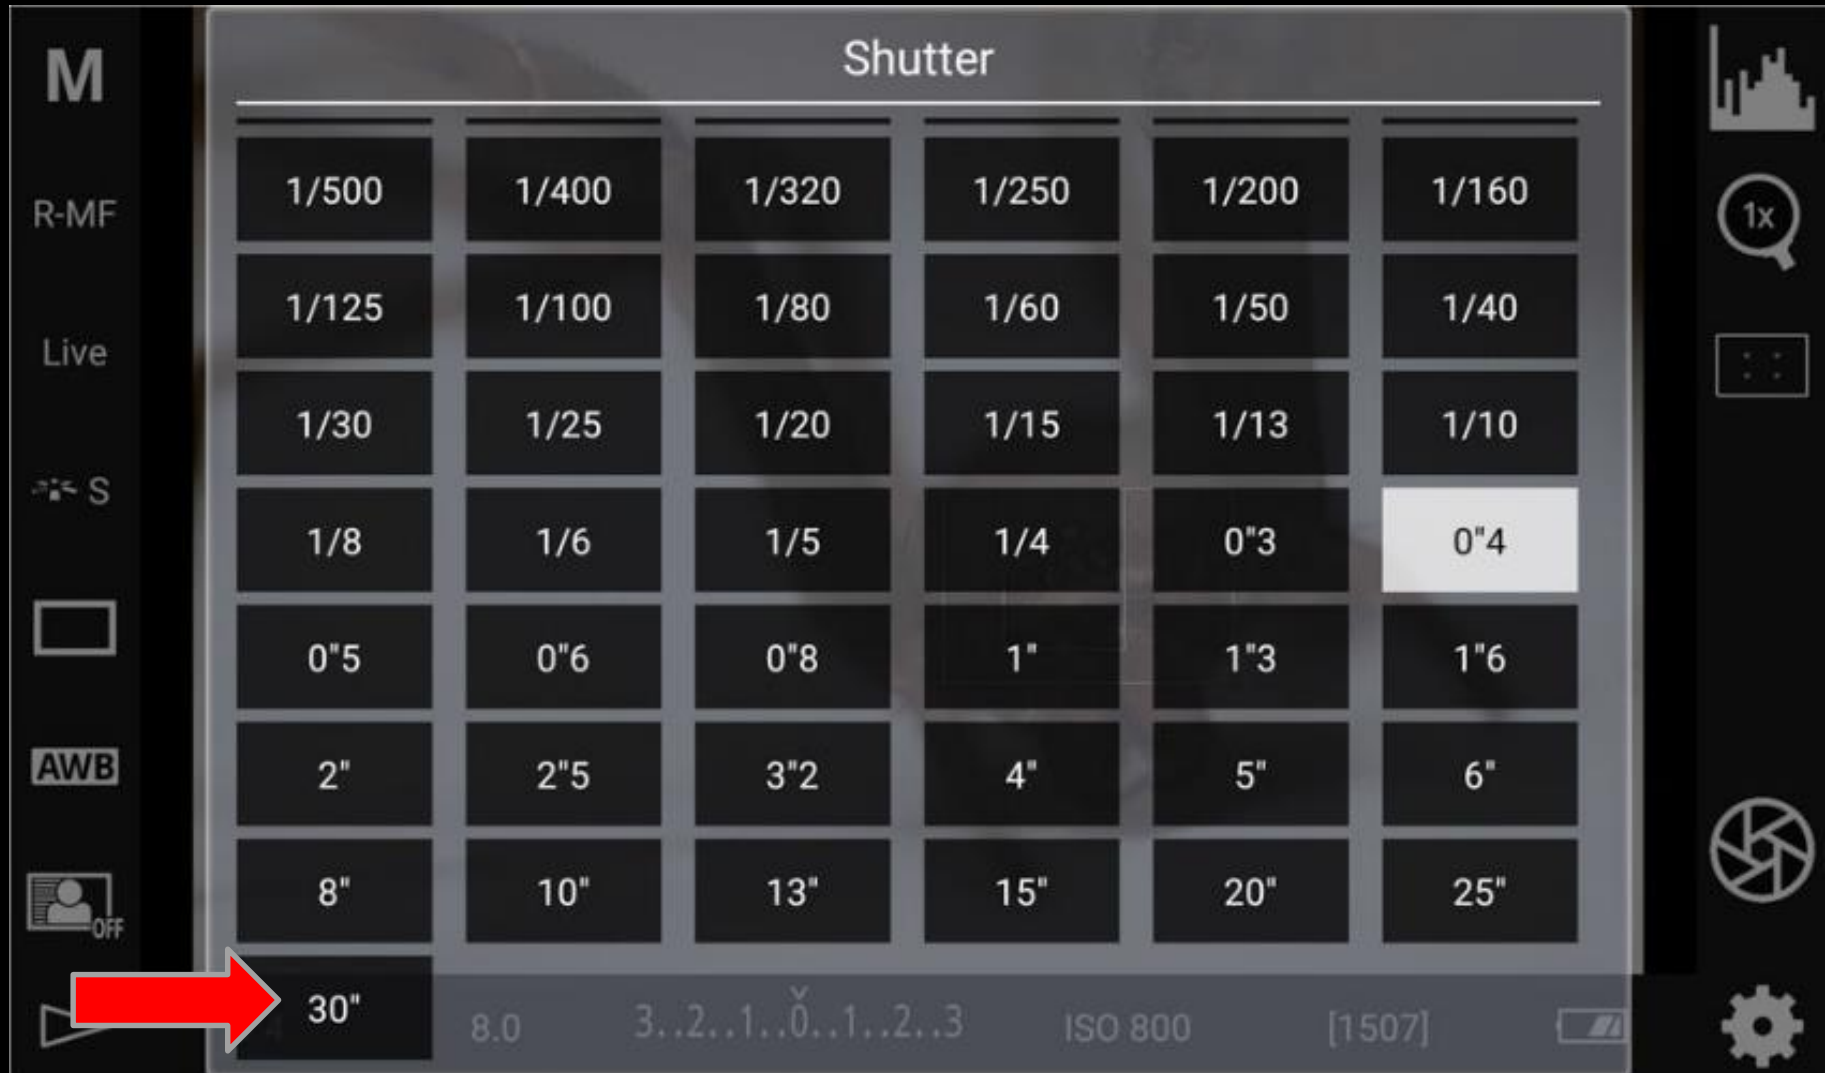 Shutter
M
1/500 1/400 1/320 1/250 1/200 1/160
R-MF
1x
1/125 1/100 1/80 1/60 1/50 1/40
Live
1/30 1/25 1/20 1/15 1/13 1/10
S
1/8 1/6 1/5 1/4 0"3 0"4
0"5 0"6 0"8 1" 1"3 1"6
AWB
2" 2"5 3"2 4" 5" 6"
8" 10" 13" 15" 20" 25"
OFF
30"
8.0 3..2..1..0..1..2..3 ISO 800 [1507]